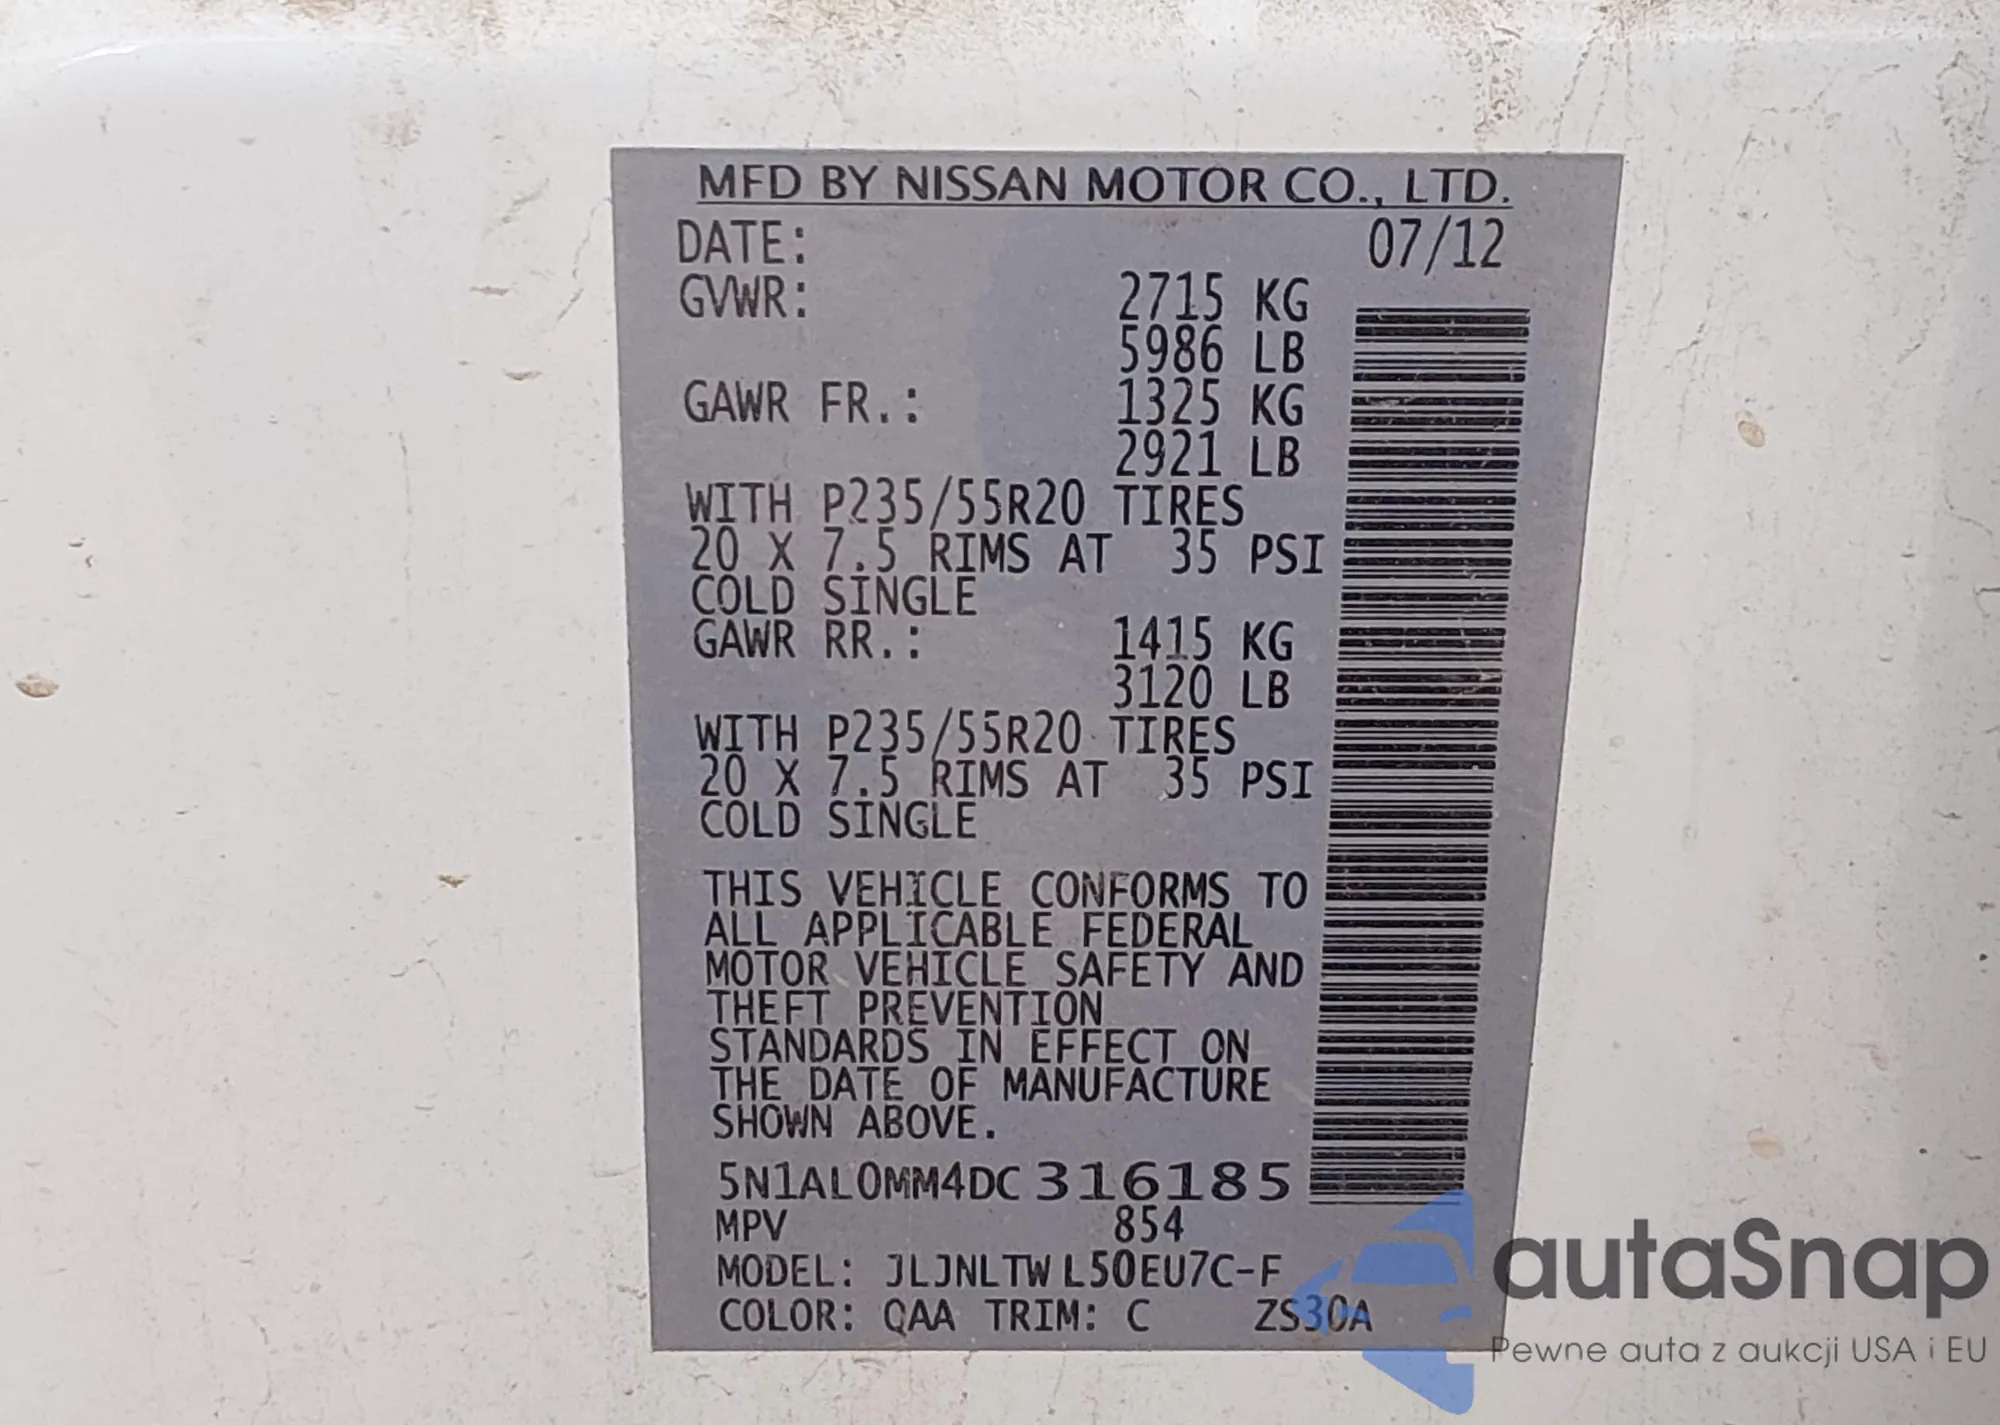 MFD BY NISSAN MOTOR CO., LTD.
DATE: 07/12
GVWR: 2715 KG
5986 LB
GAWR FR.: 1325 KG
2921 LB
WITH P235/55R20 TIRES
20 X 7.5 RIMS AT 35 PSI
COLD SINGLE
GAWR RR.: 1415 KG
3120 LB
WITH P235/55R20 TIRES
20 X 7.5 RIMS AT 35 PSI
COLD SINGLE
THIS VEHICLE CONFORMS TO
ALL APPLICABLE FEDERAL
MOTOR VEHICLE SAFETY AND
THEFT PREVENTION
STANDARDS IN EFFECT ON
THE DATE OF MANUFACTURE
SHOWN ABOVE.
5N1AL0MM4DC316185
MPV 854
MODEL: JLJNLTW L50EU7C-F
COLOR: QAA TRIM: C ZS30A
autaSnap
Pewne auta z aukcji USA i EU